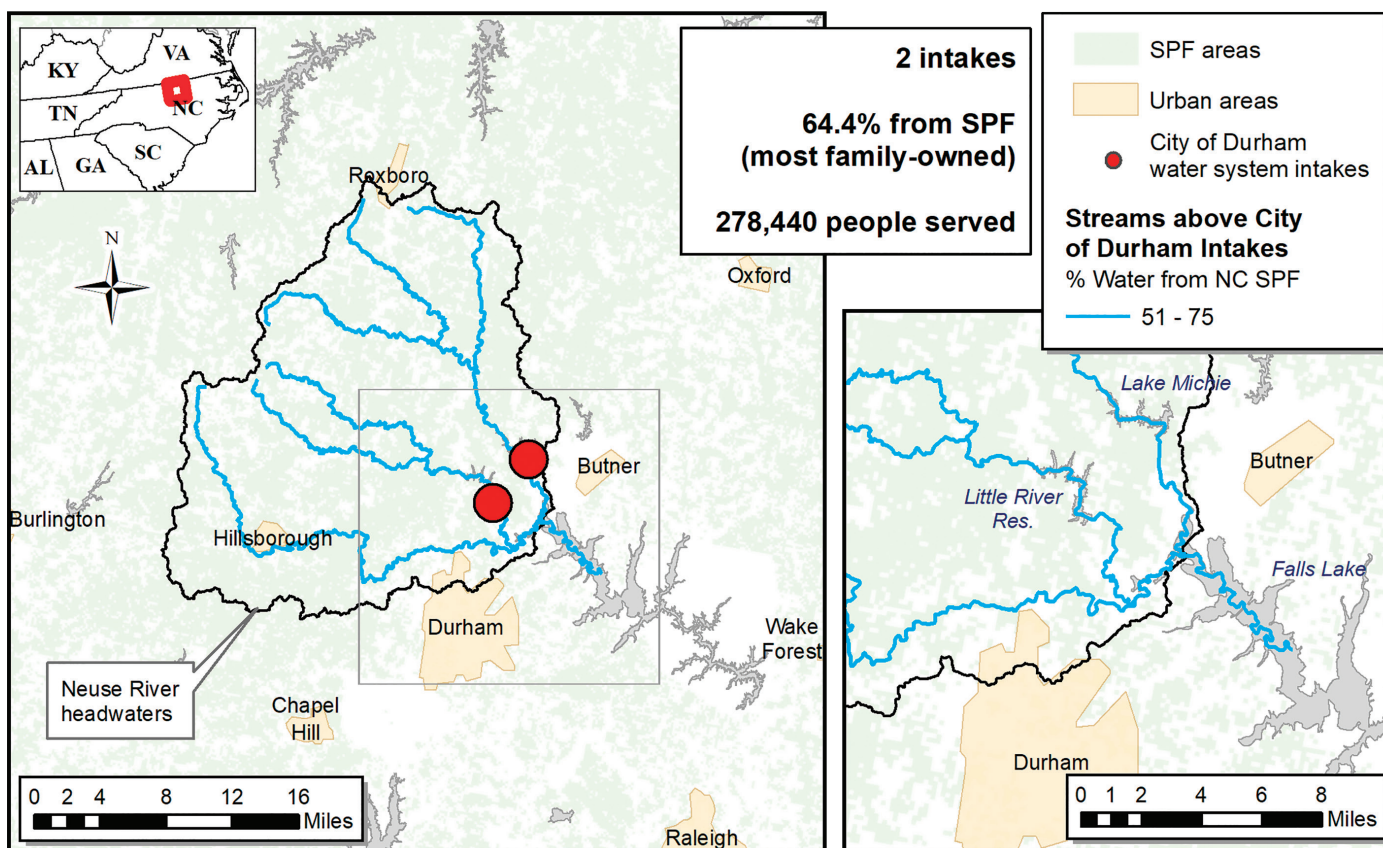 KY
VA
TN
NC
AL
GA
SC
N
Roxboro
Oxford
Butner
Burlington
Hillsborough
Durham
Wake
Forest
Neuse River
headwaters
Chapel
Hill
Raleigh
0 2 4 8 12 16
Miles
2 intakes
64.4% from SPF
(most family-owned)
278,440 people served
SPF areas
Urban areas
City of Durham
water system intakes
Streams above City
of Durham Intakes
% Water from NC SPF
51 - 75
Lake Michie
Butner
Little River
Res.
Falls Lake
Durham
0 1 2 4 6 8
Miles